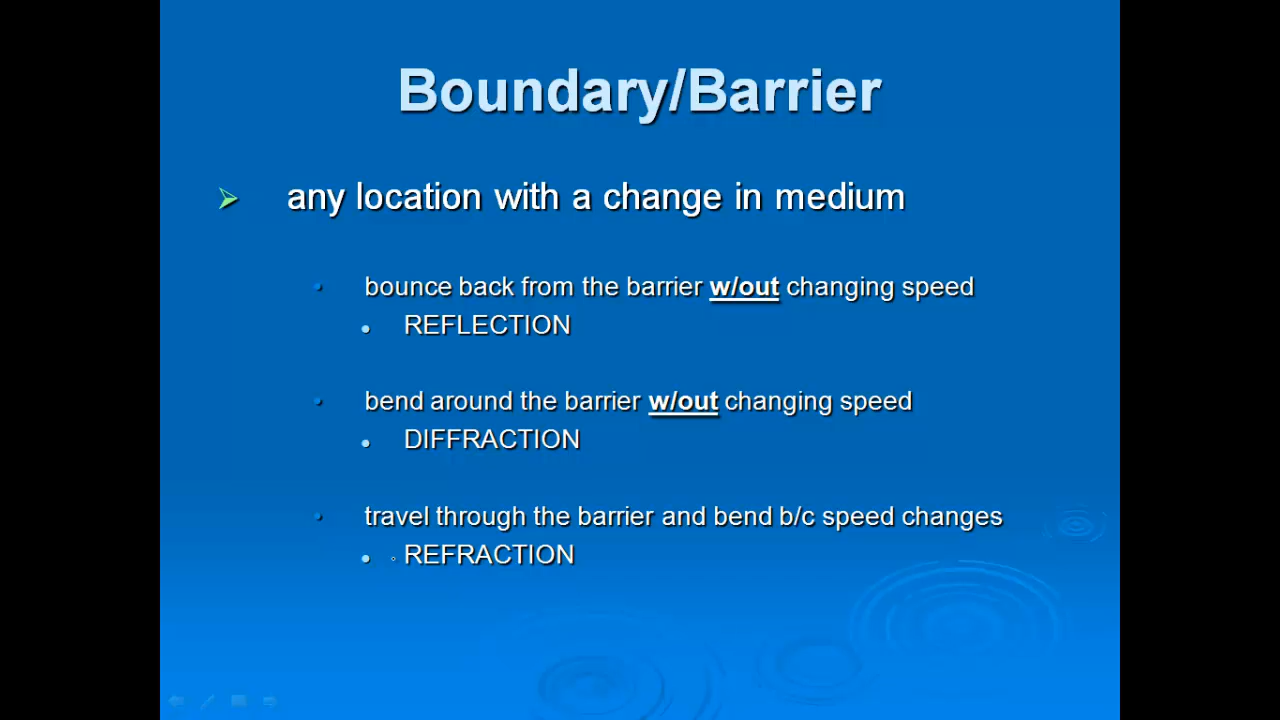 Boundary/Barrier
any location with a change in medium
bounce back from the barrier w/out changing speed
REFLECTION
bend around the barrier w/out changing speed
DIFFRACTION
travel through the barrier and bend b/c speed changes
REFRACTION